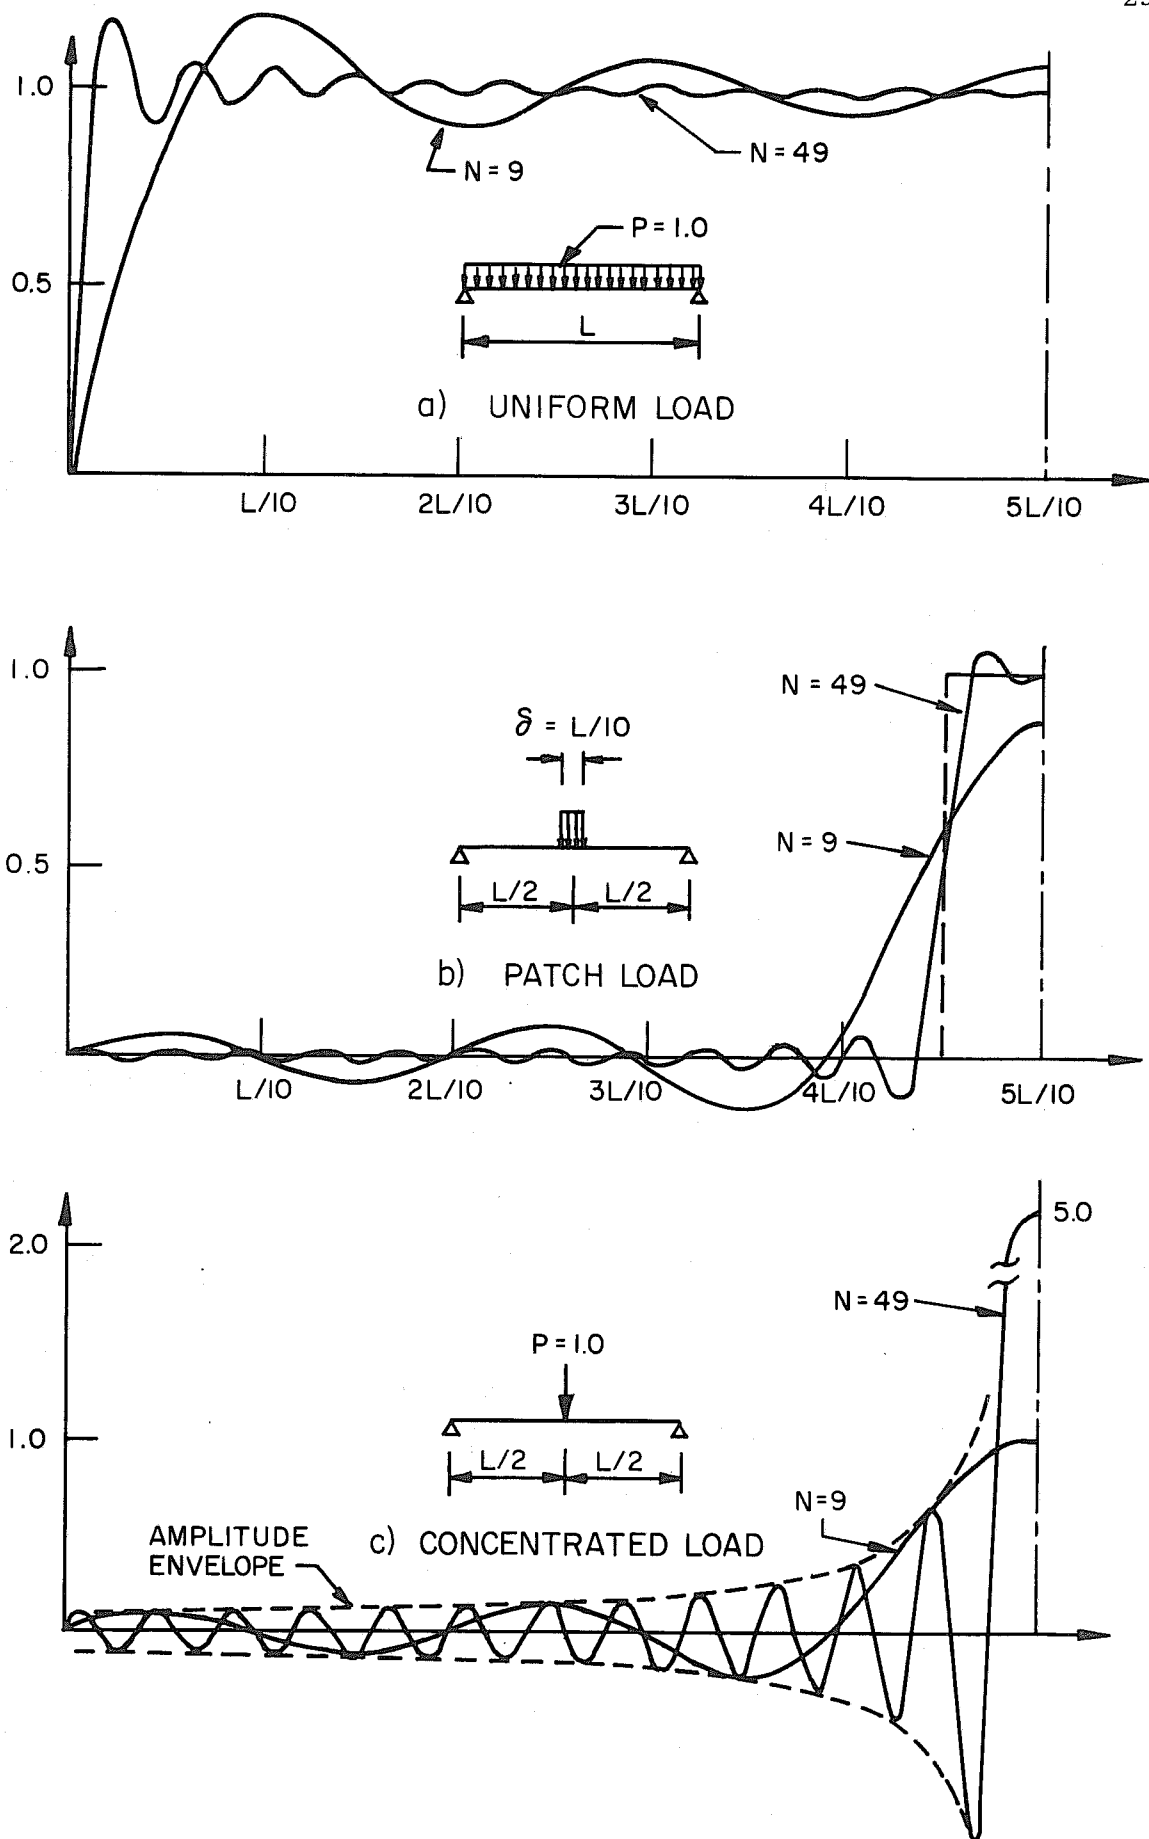 1.0
N = 9
N = 49
P = 1.0
0.5
L
a) UNIFORM LOAD
L/10 2L/10 3L/10 4L/10 5L/10
1.0
N = 49
δ = L/10
N = 9
0.5
L/2 L/2
b) PATCH LOAD
L/10 2L/10 3L/10 4L/10 5L/10
5.0
2.0
N = 49
P = 1.0
1.0
L/2 L/2
N = 9
AMPLITUDE
ENVELOPE
c) CONCENTRATED LOAD